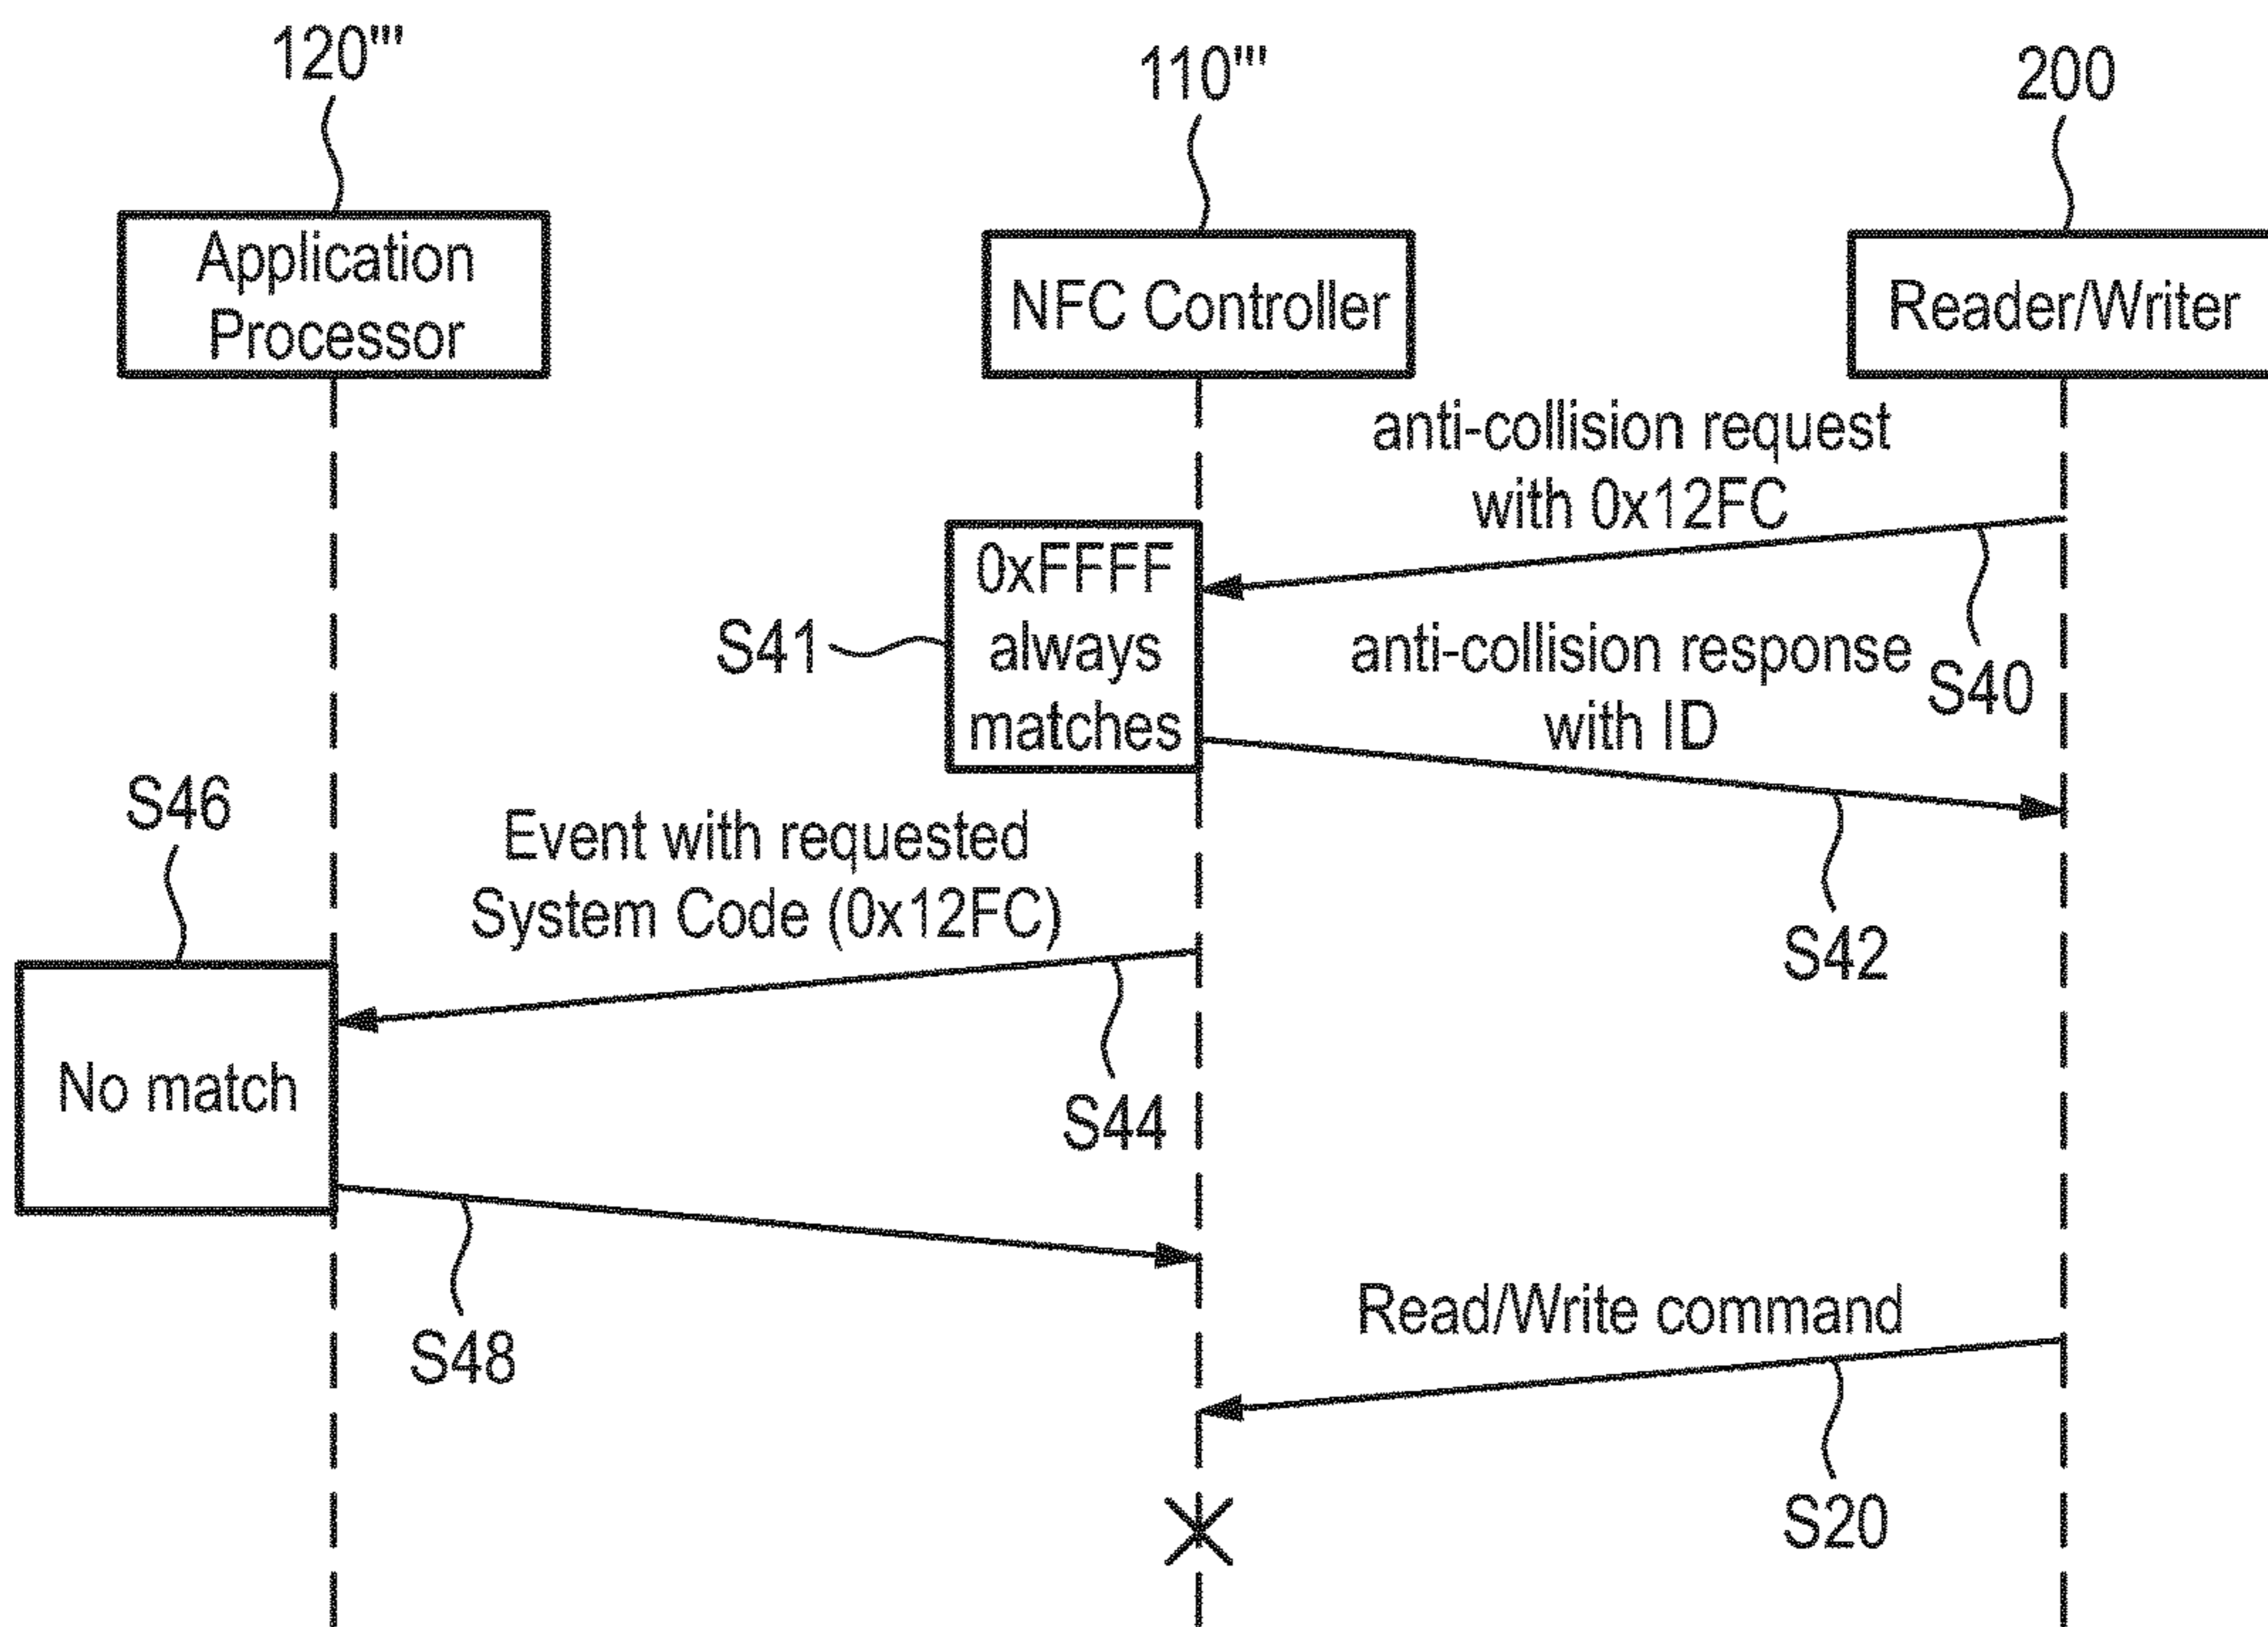 120'''
110'''
200
Application
Processor
NFC Controller
Reader/Writer
anti-collision request
with 0x12FC
0xFFFF
always
matches
S41
S40
anti-collision response
with ID
S42
S46
Event with requested
System Code (0x12FC)
No match
S44
S48
Read/Write command
S20